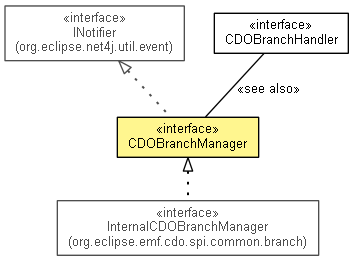 «interface»
INotifier
(org.eclipse.net4j.util.event)
«interface»
CDOBranchHandler
«see also»
«interface»
CDOBranchManager
«interface»
InternalCDOBranchManager
(org.eclipse.emf.cdo.spi.common.branch)